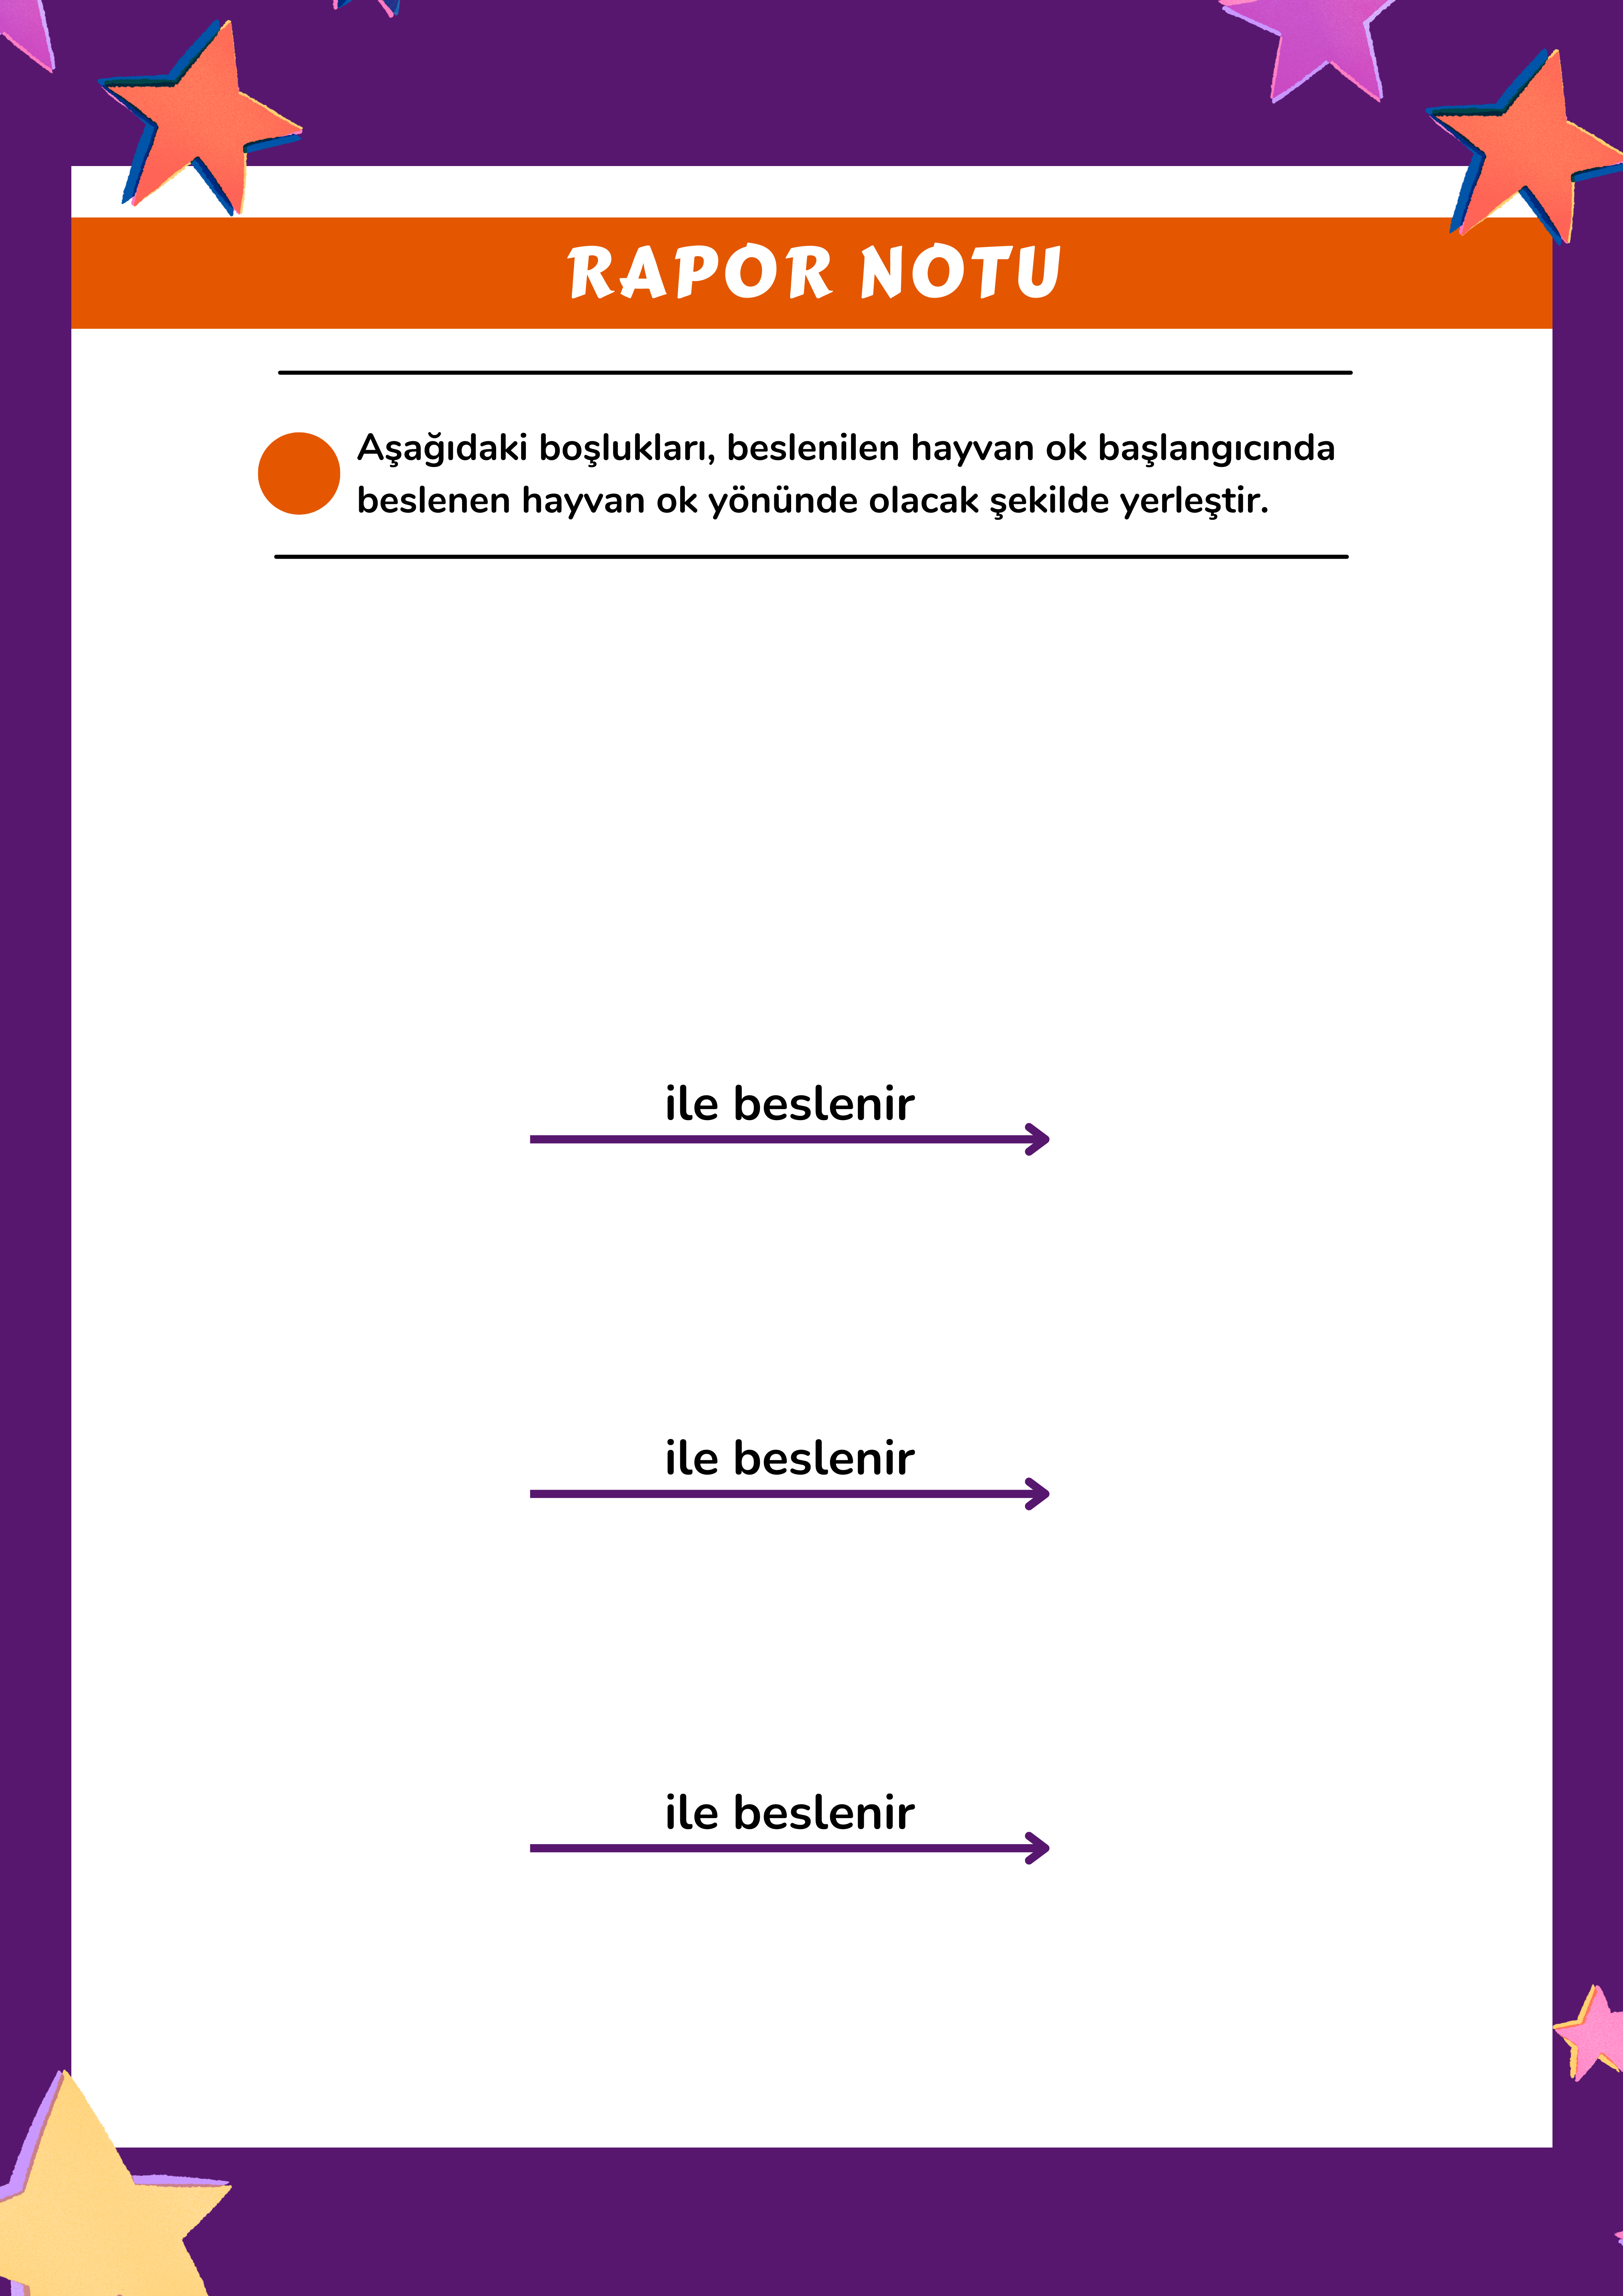 RAPOR NOTU
Aşağıdaki boşlukları, beslenilen hayvan ok başlangıcında
beslenen hayvan ok yönünde olacak şekilde yerleştir.
ile beslenir
ile beslenir
ile beslenir